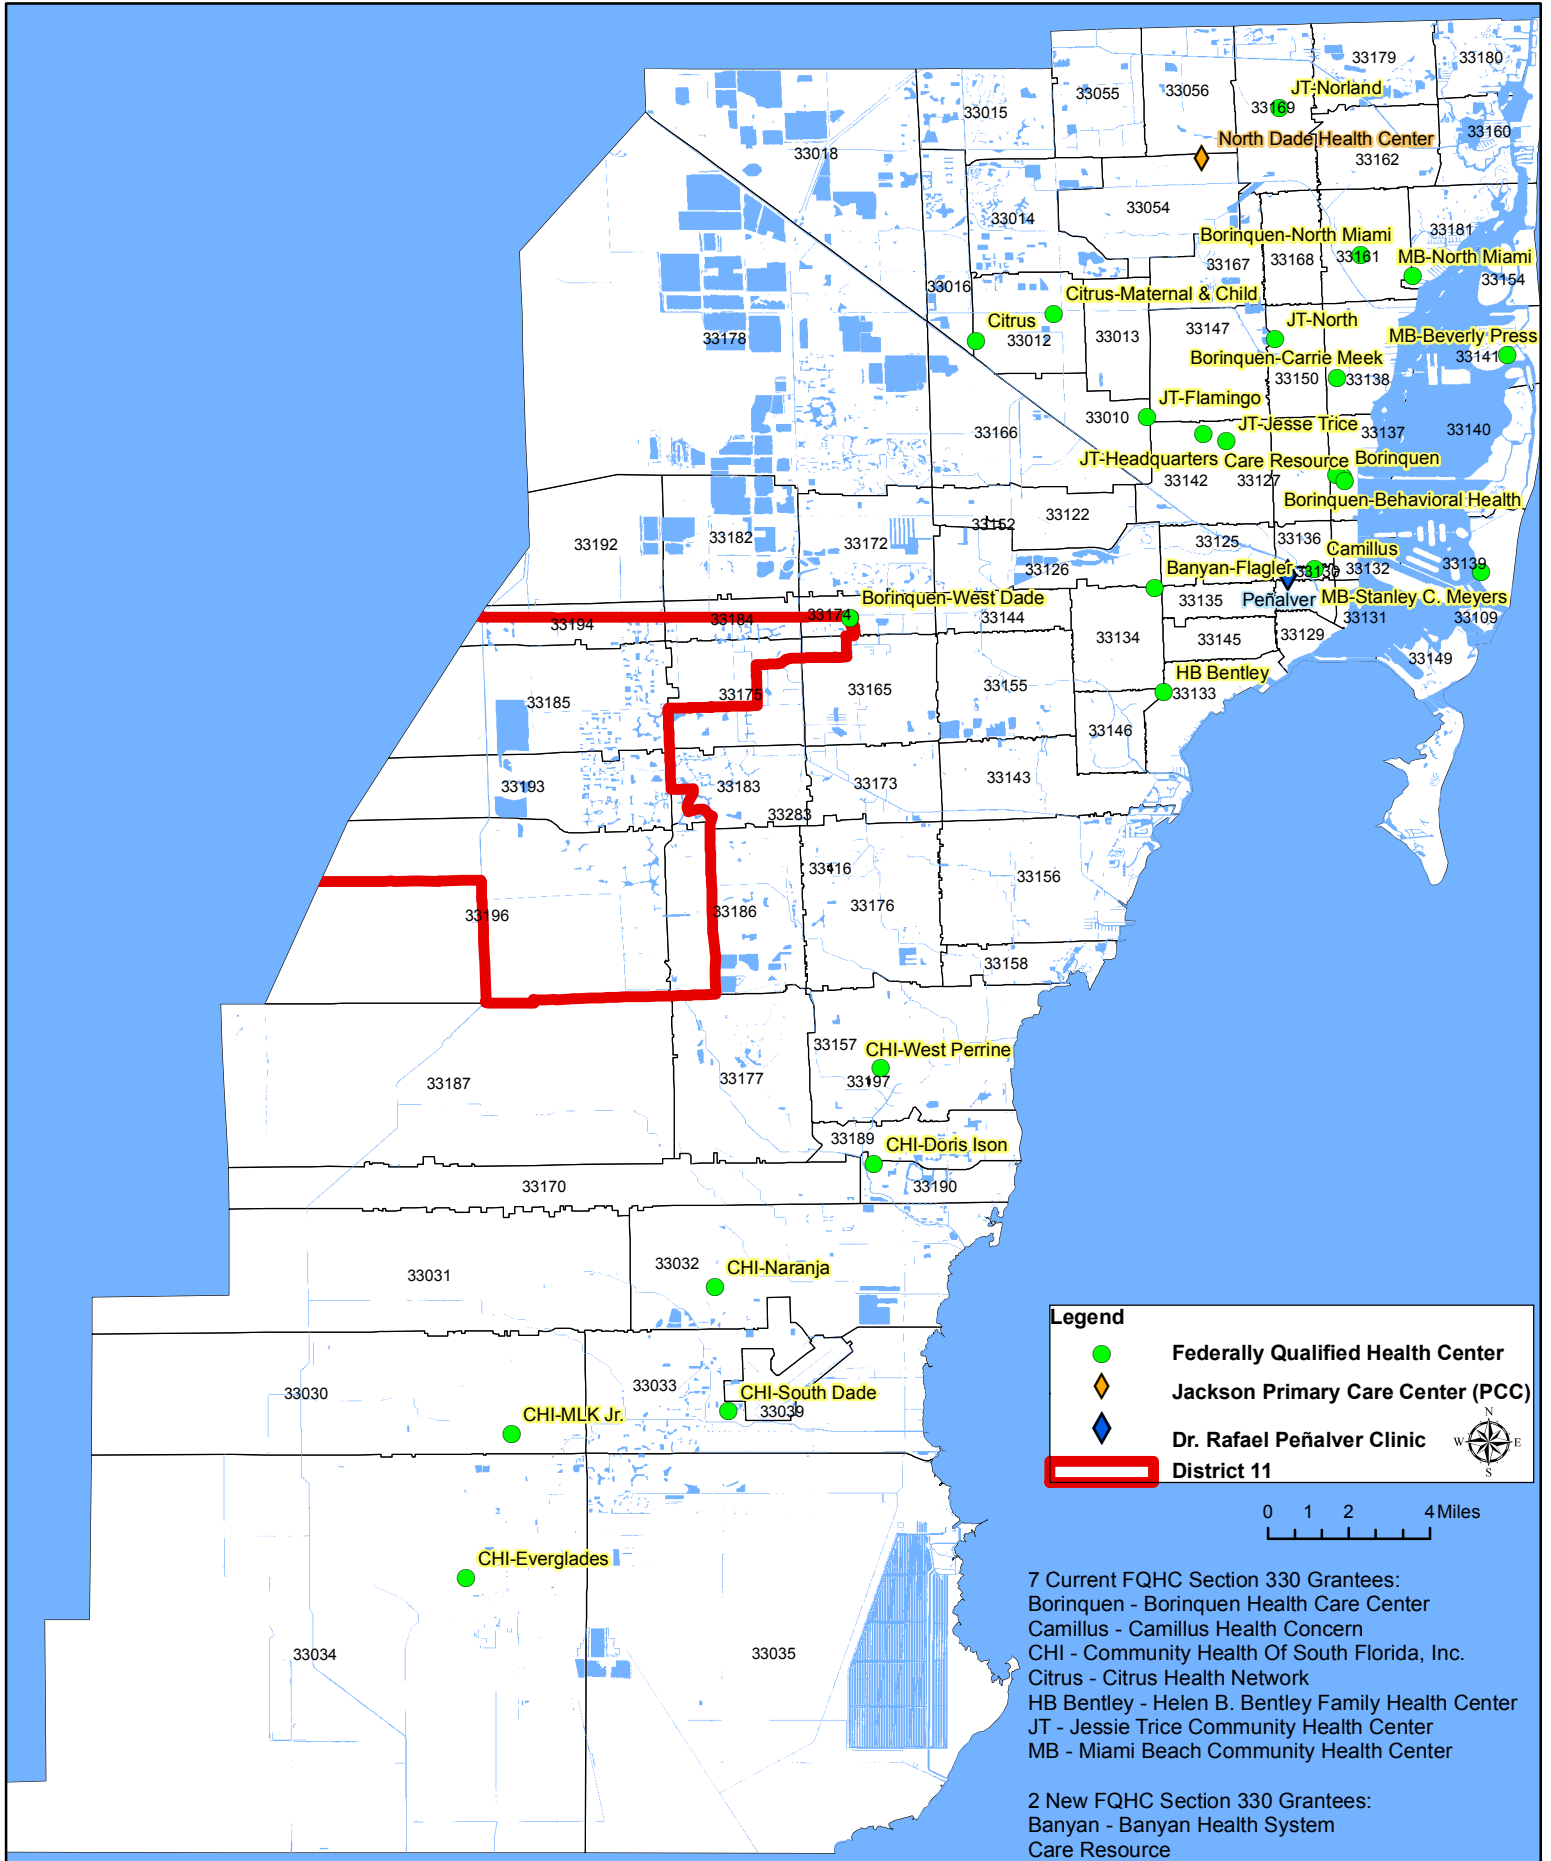 33179
33180
33055
33056
JT-Norland
33169
33015
33160
North Dade Health Center
33018
33162
33054
33014
33181
Borinquen-North Miami
33161
MB-North Miami
33167
33168
33154
33016
Citrus-Maternal & Child
Citrus
33012
33013
33147
JT-North
MB-Beverly Press
33141
33178
Borinquen-Carrie Meek
33150
33138
JT-Flamingo
33010
33166
JT-Jesse Trice
33137
33140
JT-Headquarters
Care Resource
Borinquen
33142
33127
Borinquen-Behavioral Health
33122
33152
33192
33182
33172
33125
33136
Camillus
33126
Banyan-Flagler
33132
33139
Peñalver
MB-Stanley C. Meyers
33135
Borinquen-West Dade
33174
33144
33194
33184
33131
33109
33134
33145
33129
33149
HB Bentley
33133
33175
33165
33155
33185
33146
33193
33183
33173
33143
33283
33156
33176
33196
33186
33158
33157
CHI-West Perrine
33197
33187
33177
33189
CHI-Doris Ison
33170
33190
33031
33032
CHI-Naranja
33030
33033
CHI-South Dade
33039
CHI-MLK Jr.
CHI-Everglades
33034
33035
Legend
Federally Qualified Health Center
Jackson Primary Care Center (PCC)
Dr. Rafael Peñalver Clinic
District 11
N
W E
S
0 1 2 4 Miles
7 Current FQHC Section 330 Grantees:
Borinquen - Borinquen Health Care Center
Camillus - Camillus Health Concern
CHI - Community Health Of South Florida, Inc.
Citrus - Citrus Health Network
HB Bentley - Helen B. Bentley Family Health Center
JT - Jessie Trice Community Health Center
MB - Miami Beach Community Health Center
2 New FQHC Section 330 Grantees:
Banyan - Banyan Health System
Care Resource